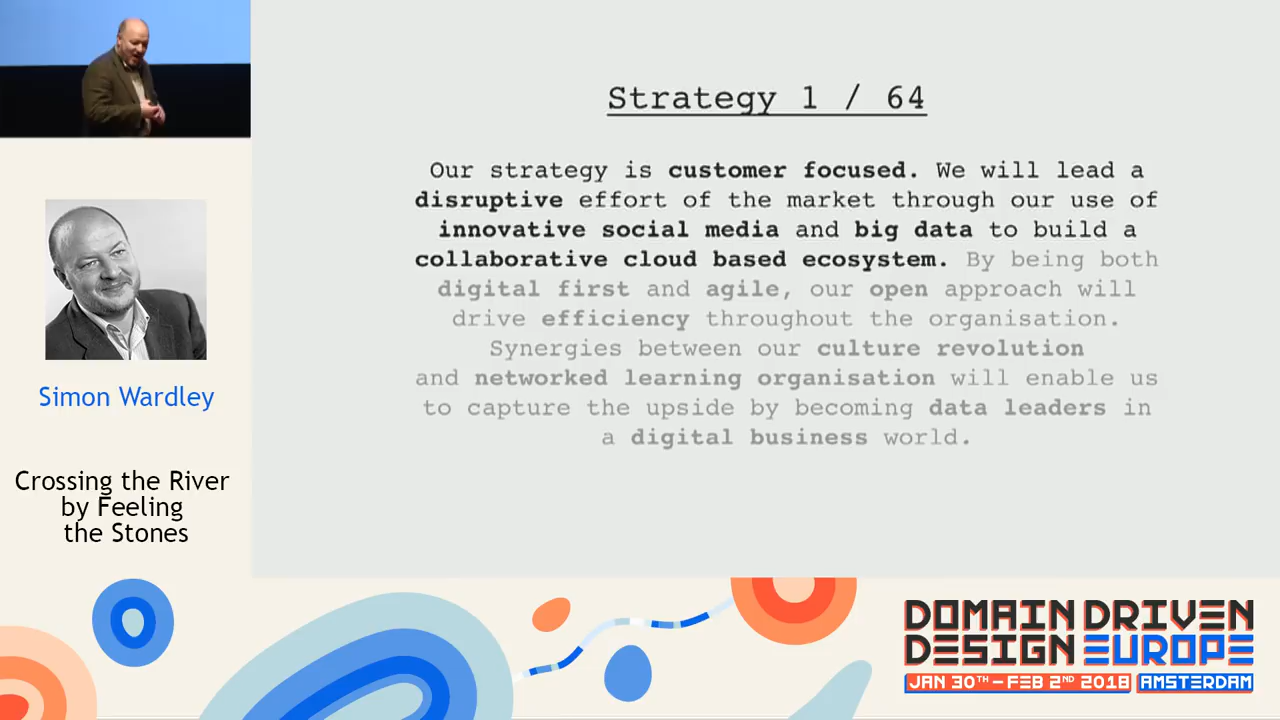 Strategy 1 / 64
Our strategy is customer focused. We will lead a
disruptive effort of the market through our use of
innovative social media and big data to build a
collaborative cloud based ecosystem. By being both
digital first and agile, our open approach will
drive efficiency throughout the organisation.
Synergies between our culture revolution
and networked learning organisation will enable us
to capture the upside by becoming data leaders in
a digital business world.
Simon Wardley
Crossing the River
by Feeling
the Stones
DOMAIN DRIVEN
DESIGN EUROPE
JAN 30TH – FEB 2ND 2018 AMSTERDAM